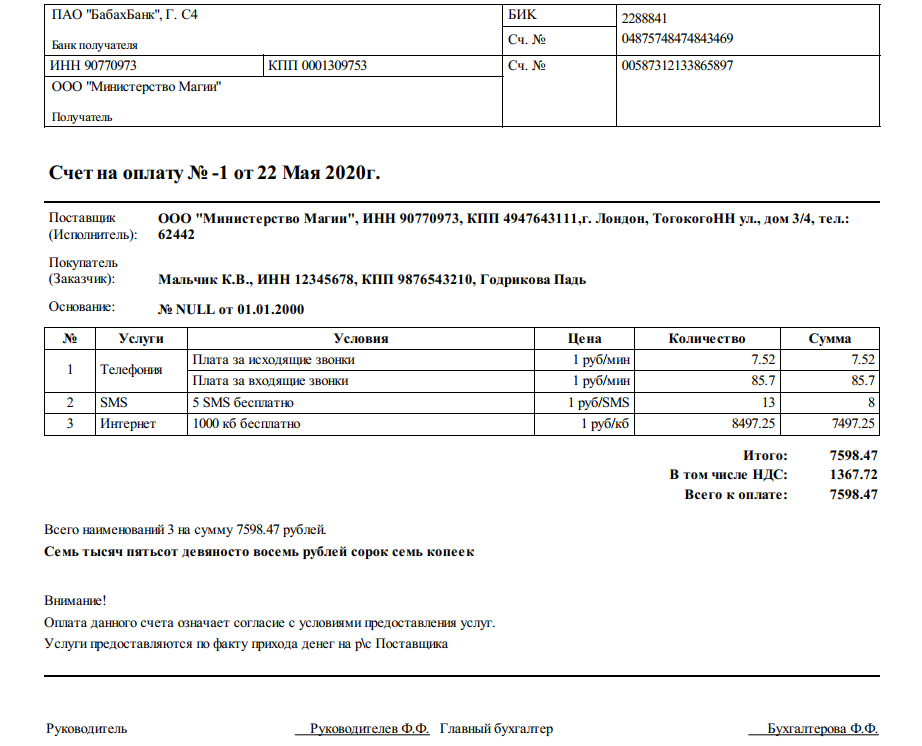 ПАО "БабахБанк", Г. С4
БИК
2288841
Сч. №
04875748474843469
Банк получателя
ИНН 90770973
КПП 0001309753
Сч. №
00587312133865897
ООО "Министерство Магии"
Получатель
Счет на оплату № -1 от 22 Мая 2020г.
Поставщик
(Исполнитель):
ООО "Министерство Магии", ИНН 90770973, КПП 4947643111,г. Лондон, ТогокогоНН ул., дом 3/4, тел.:
62442
Покупатель
(Заказчик):
Мальчик К.В., ИНН 12345678, КПП 9876543210, Годрикова Падь
Основание:
№ NULL от 01.01.2000
№ Услуги Условия Цена Количество Сумма
1 Телефония
Плата за исходящие звонки 1 руб/мин 7.52 7.52
Плата за входящие звонки 1 руб/мин 85.7 85.7
2 SMS 5 SMS бесплатно 1 руб/SMS 13 8
3 Интернет 1000 кб бесплатно 1 руб/кб 8497.25 7497.25
Итого: 7598.47
В том числе НДС: 1367.72
Всего к оплате: 7598.47
Всего наименований 3 на сумму 7598.47 рублей.
Семь тысяч пятьсот девяносто восемь рублей сорок семь копеек
Внимание!
Оплата данного счета означает согласие с условиями предоставления услуг.
Услуги предоставляются по факту прихода денег на р\с Поставщика
Руководитель Руководителев Ф.Ф. Главный бухгалтер Бухгалтерова Ф.Ф.